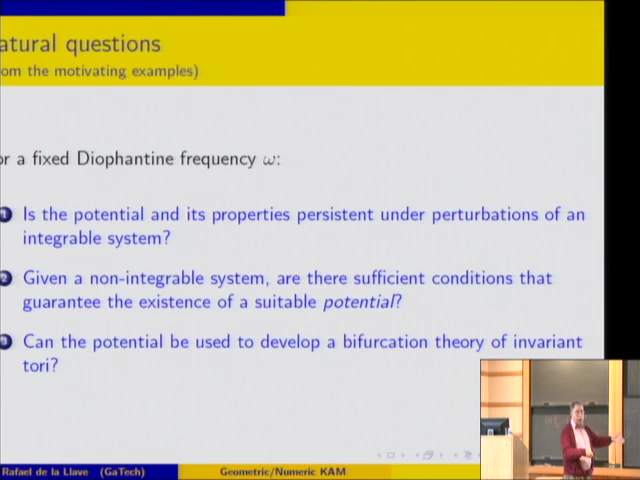 atural questions
om the motivating examples)
or a fixed Diophantine frequency ω:
1 Is the potential and its properties persistent under perturbations of an
integrable system?
2 Given a non-integrable system, are there sufficient conditions that
guarantee the existence of a suitable potential?
3 Can the potential be used to develop a bifurcation theory of invariant
tori?
Rafael de la Llave (GaTech) Geometric/Numeric KAM